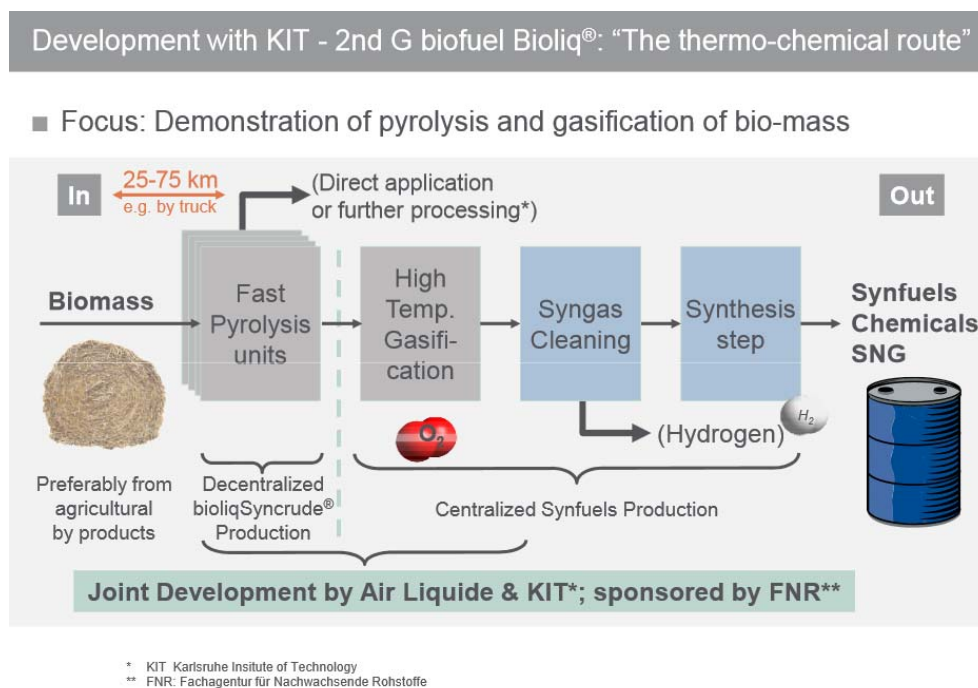 Development with KIT - 2nd G biofuel Bioliq®: “The thermo-chemical route”
Focus: Demonstration of pyrolysis and gasification of bio-mass
In
25-75 km
e.g. by truck
(Direct application
or further processing*)
Out
Biomass
Fast
Pyrolysis
units
High
Temp.
Gasifi-
cation
Syngas
Cleaning
Synthesis
step
Synfuels
Chemicals
SNG
O2
(Hydrogen)
H2
Preferably from
agricultural
by products
Decentralized
bioliqSyncrude®
Production
Centralized Synfuels Production
Joint Development by Air Liquide & KIT*; sponsored by FNR**
* KIT Karlsruhe Insitute of Technology
** FNR: Fachagentur für Nachwachsende Rohstoffe